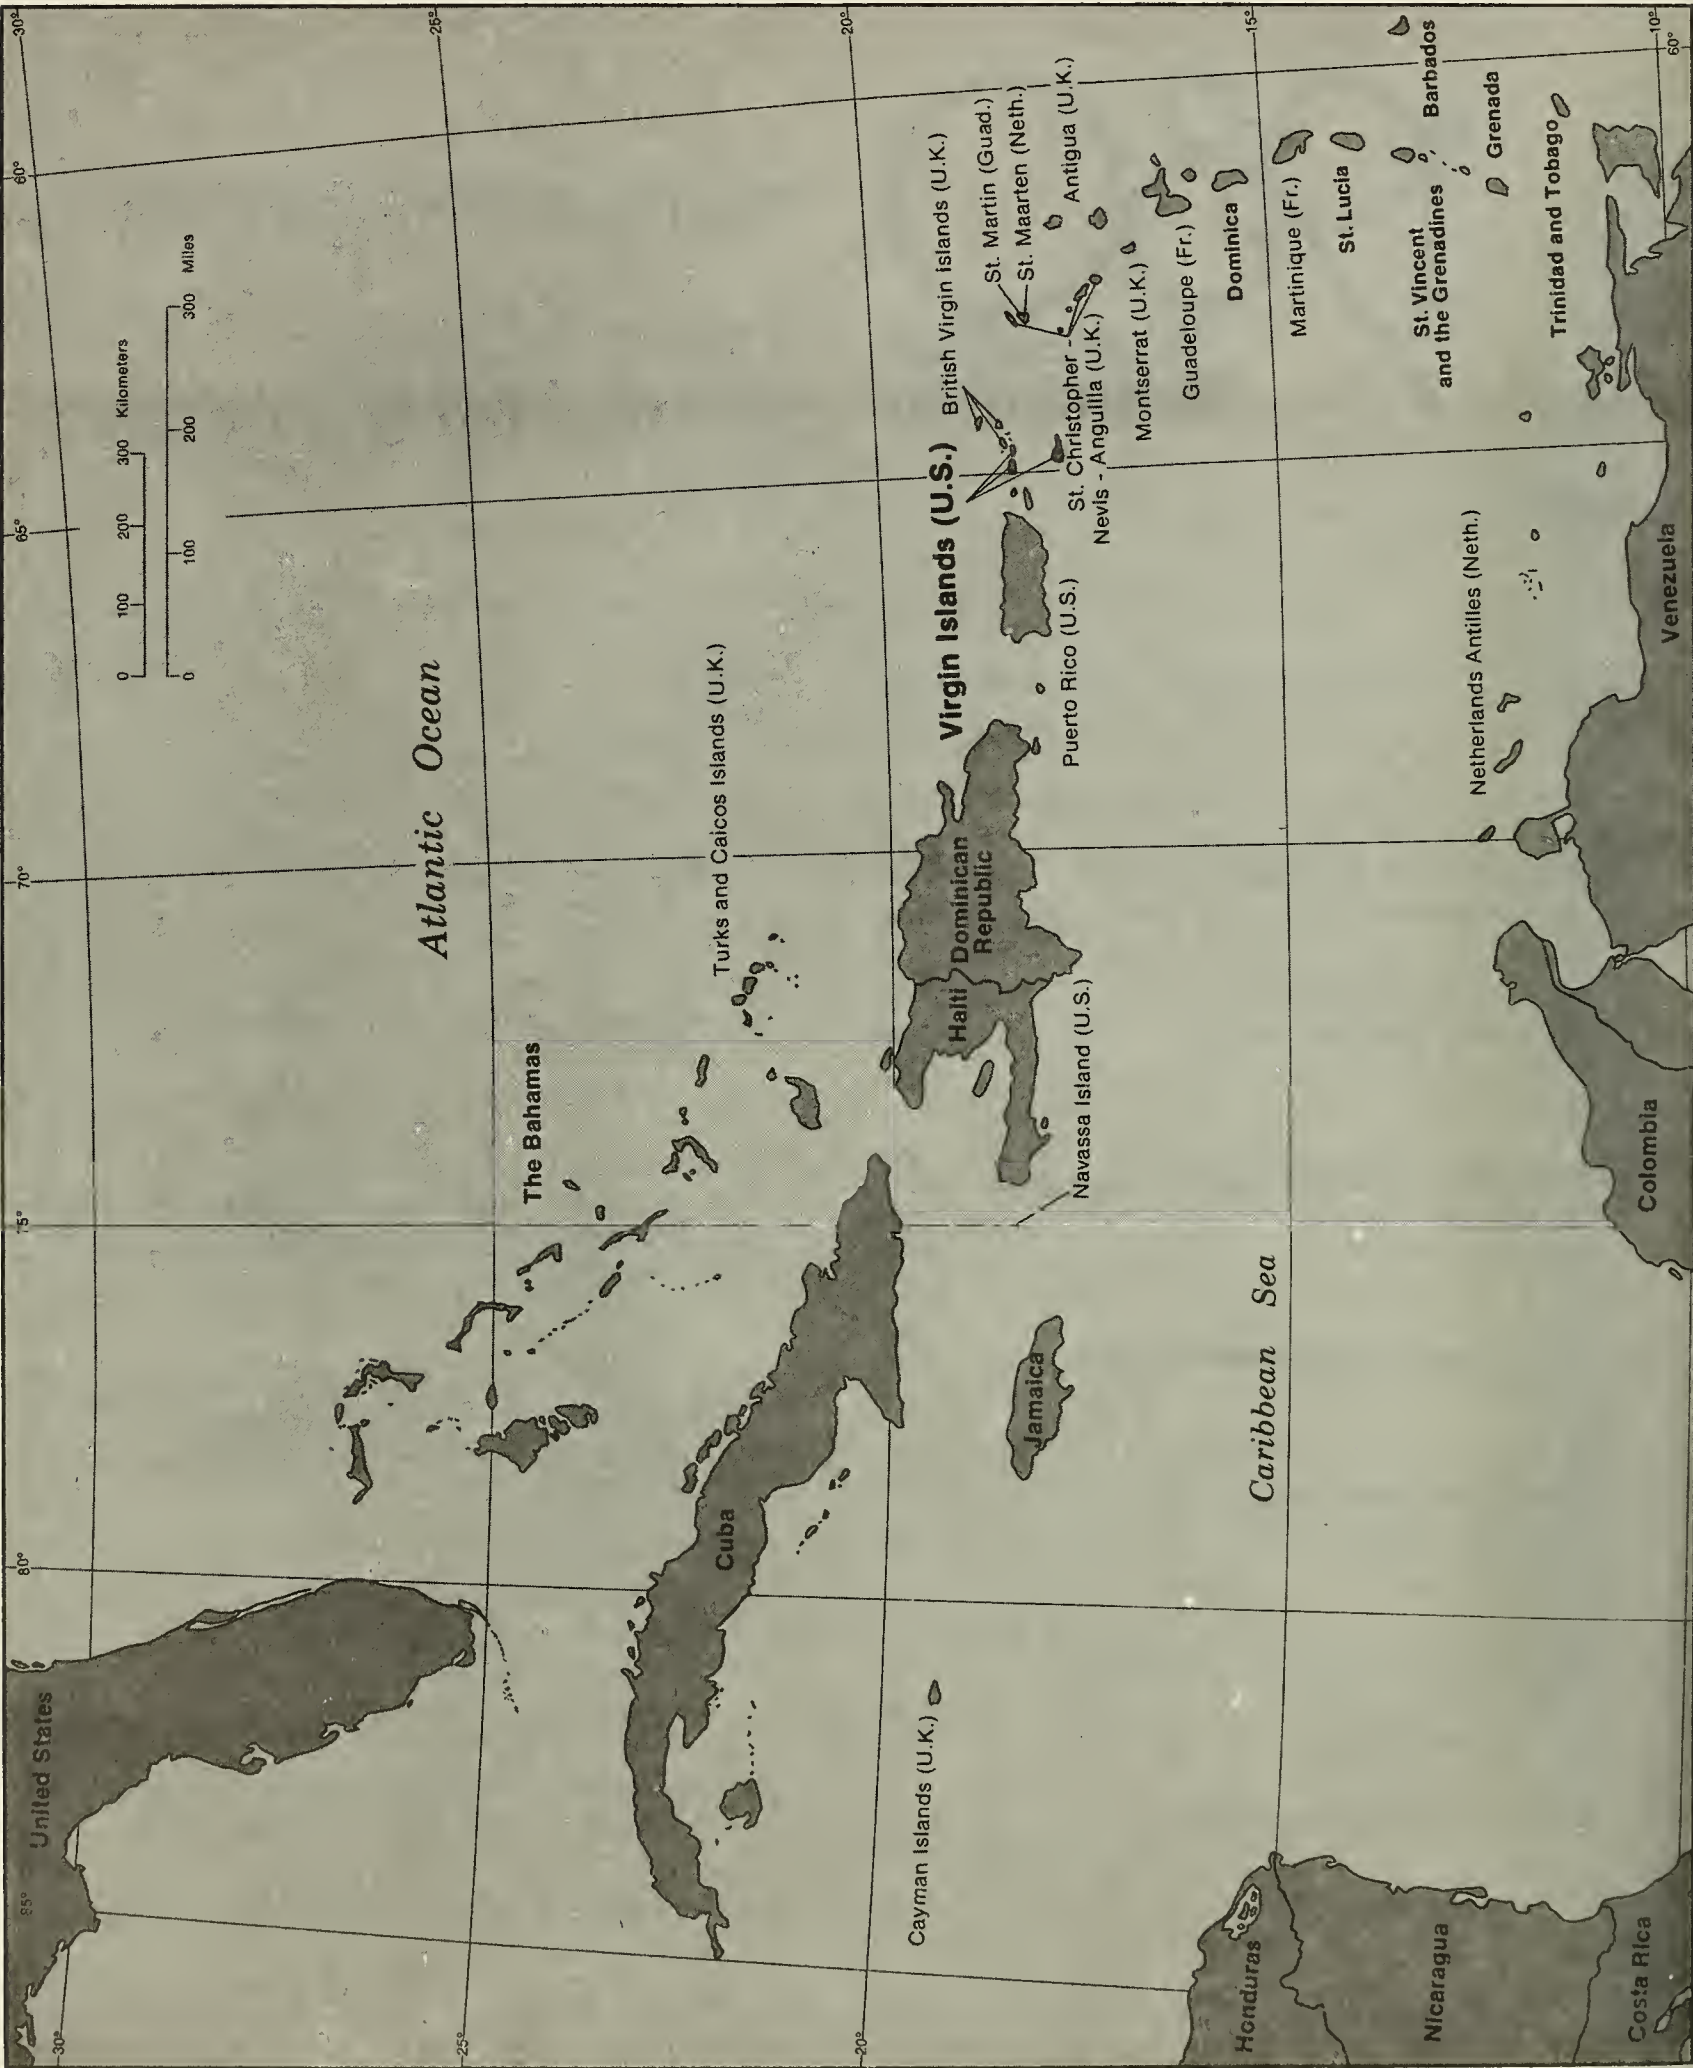 30°
25°
20°
15°
10°
60°
60°
65°
70°
75°
80°
85°
30°
25°
20°
0 100 200 300 Kilometers
0 100 200 300 Miles
Atlantic Ocean
United States
The Bahamas
Turks and Caicos Islands (U.K.)
Cuba
Cayman Islands (U.K.)
Jamaica
Haiti
Dominican
Republic
Navassa Island (U.S.)
Puerto Rico (U.S.)
Virgin Islands (U.S.)
British Virgin Islands (U.K.)
St. Martin (Guad.)
St. Maarten (Neth.)
Antigua (U.K.)
St. Christopher -
Nevis - Anguilla (U.K.)
Montserrat (U.K.)
Guadeloupe (Fr.)
Dominica
Martinique (Fr.)
St. Lucia
St. Vincent
and the Grenadines
Barbados
Grenada
Trinidad and Tobago
Caribbean Sea
Netherlands Antilles (Neth.)
Venezuela
Colombia
Honduras
Nicaragua
Costa Rica